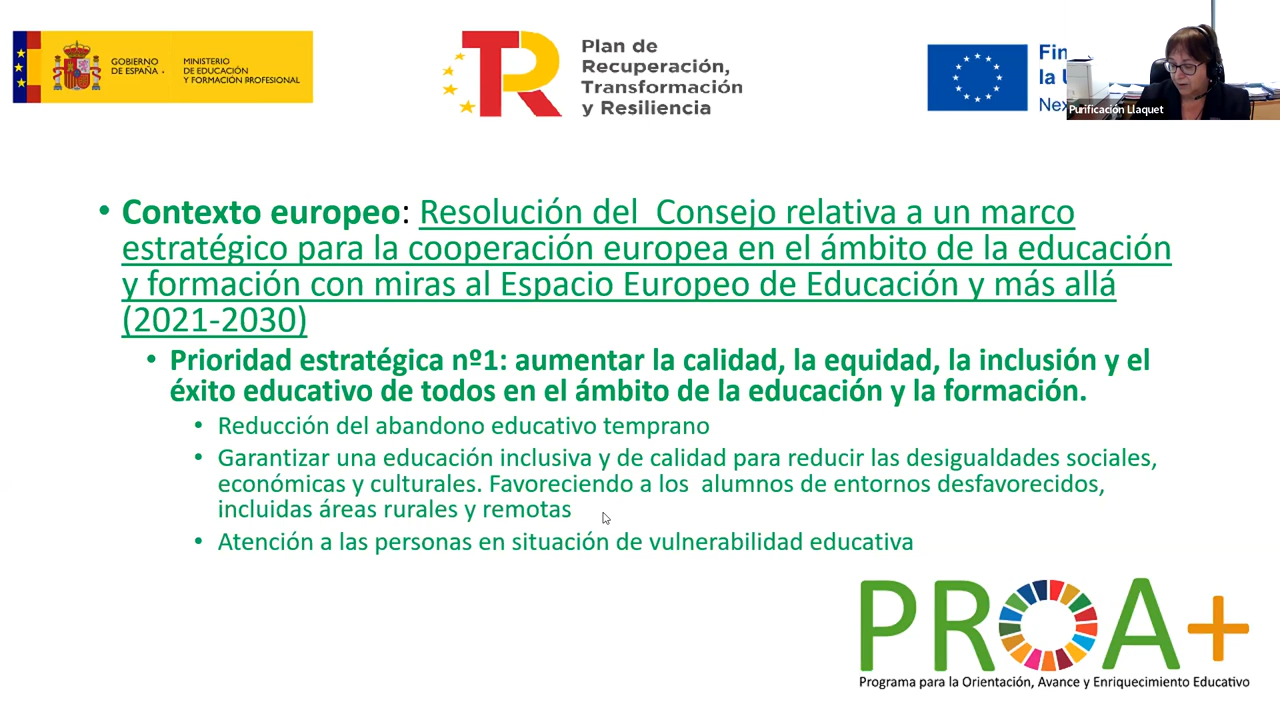 GOBIERNO
DE ESPAÑA
MINISTERIO
DE EDUCACIÓN
Y FORMACIÓN PROFESIONAL
TR
Plan de
Recuperación,
Transformación
y Resiliencia
Fin
la U
Nex
Purificación Llaquet
• Contexto europeo: Resolución del  Consejo relativa a un marco
estratégico para la cooperación europea en el ámbito de la educación
y formación con miras al Espacio Europeo de Educación y más allá
(2021-2030)
• Prioridad estratégica nº1: aumentar la calidad, la equidad, la inclusión y el
éxito educativo de todos en el ámbito de la educación y la formación.
• Reducción del abandono educativo temprano
• Garantizar una educación inclusiva y de calidad para reducir las desigualdades sociales,
económicas y culturales. Favoreciendo a los  alumnos de entornos desfavorecidos,
incluidas áreas rurales y remotas
• Atención a las personas en situación de vulnerabilidad educativa
PROA+
Programa para la Orientación, Avance y Enriquecimiento Educativo